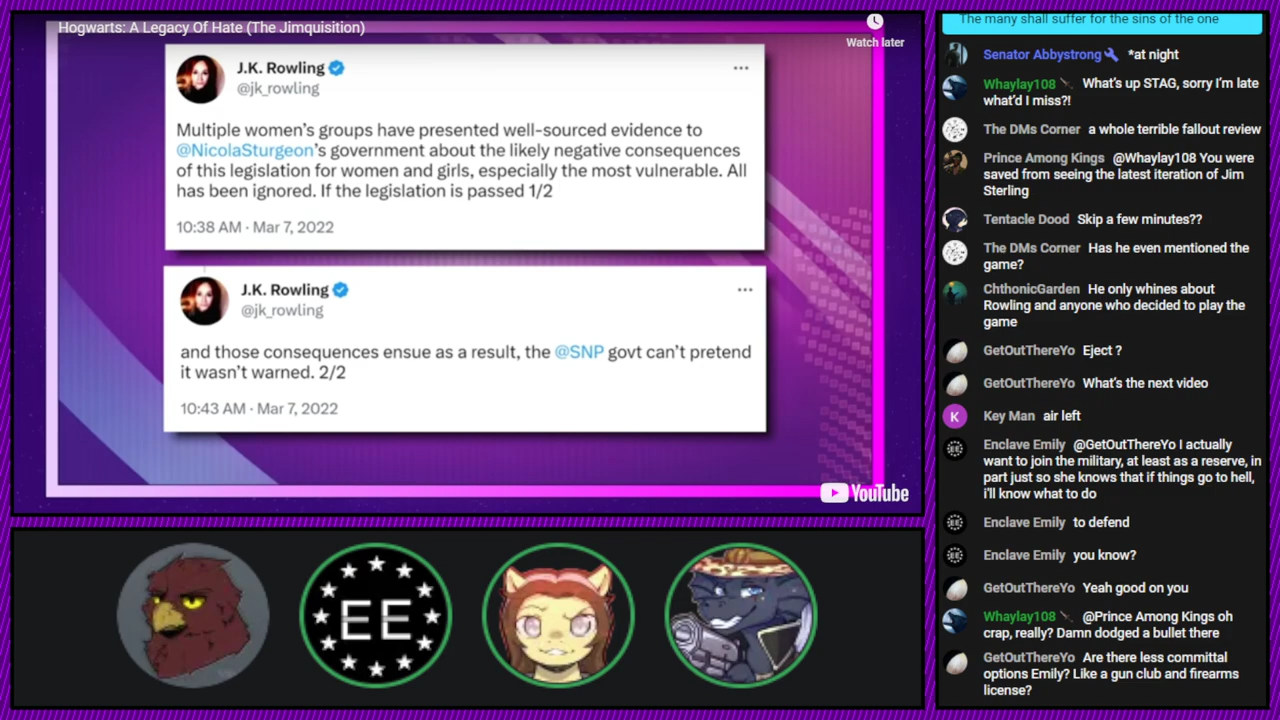 Hogwarts: A Legacy Of Hate (The Jimquisition)
Watch later
J.K. Rowling
@jk_rowling
Multiple women's groups have presented well-sourced evidence to
@NicolaSturgeon's government about the likely negative consequences
of this legislation for women and girls, especially the most vulnerable. All
has been ignored. If the legislation is passed 1/2
10:38 AM · Mar 7, 2022
J.K. Rowling
@jk_rowling
and those consequences ensue as a result, the @SNP govt can't pretend
it wasn't warned. 2/2
10:43 AM · Mar 7, 2022
YouTube
EE
The many shall suffer for the sins of the one
Senator Abbystrong *at night
Whaylay108 What's up STAG, sorry I'm late
what'd I miss?!
The DMs Corner a whole terrible fallout review
Prince Among Kings @Whaylay108 You were
saved from seeing the latest iteration of Jim
Sterling
Tentacle Dood Skip a few minutes??
The DMs Corner Has he even mentioned the
game?
ChthonicGarden He only whines about
Rowling and anyone who decided to play the
game
GetOutThereYo Eject ?
GetOutThereYo What's the next video
K
Key Man air left
EE
Enclave Emily @GetOutThereYo I actually
want to join the military, at least as a reserve, in
part just so she knows that if things go to hell,
i'll know what to do
EE
Enclave Emily to defend
EE
Enclave Emily you know?
GetOutThereYo Yeah good on you
Whaylay108 @Prince Among Kings oh
crap, really? Damn dodged a bullet there
GetOutThereYo Are there less committal
options Emily? Like a gun club and firearms
license?